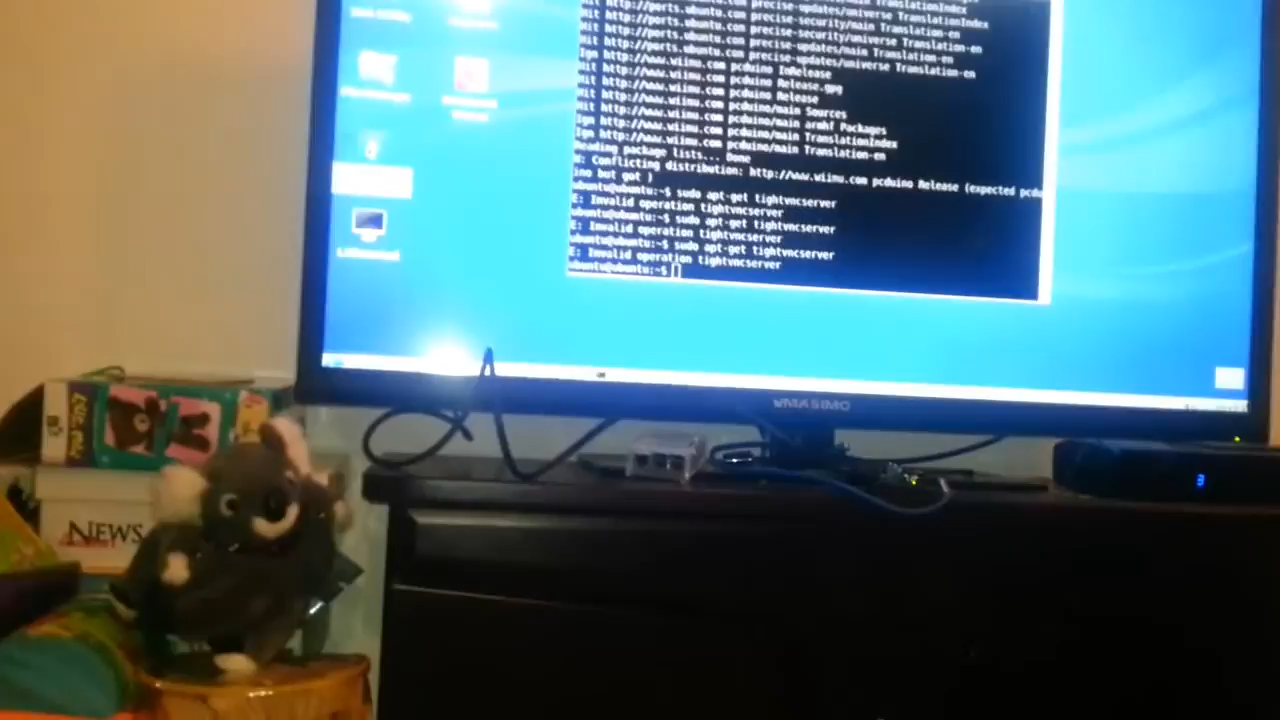 Hit http://ports.ubuntu.com precise-updates/universe TranslationIndex
Hit http://ports.ubuntu.com precise-security/main Translation-en
Hit http://ports.ubuntu.com precise-security/universe Translation-en
Hit http://ports.ubuntu.com precise-updates/main Translation-en
Hit http://ports.ubuntu.com precise-updates/universe Translation-en
Ign http://www.wiimu.com pcduino InRelease
Hit http://www.wiimu.com pcduino Release.gpg
Hit http://www.wiimu.com pcduino Release
Hit http://www.wiimu.com pcduino/main Sources
Hit http://www.wiimu.com pcduino/main armhf Packages
Ign http://www.wiimu.com pcduino/main TranslationIndex
Ign http://www.wiimu.com pcduino/main Translation-en
Reading package lists... Done
W: Conflicting distribution: http://www.wiimu.com pcduino Release (expected pcdu
ino but got )
ubuntu@ubuntu:~$ sudo apt-get tightvncserver
E: Invalid operation tightvncserver
ubuntu@ubuntu:~$ sudo apt-get tightvncserver
E: Invalid operation tightvncserver
ubuntu@ubuntu:~$ sudo apt-get tightvncserver
E: Invalid operation tightvncserver
ubuntu@ubuntu:~$
3
NEWS